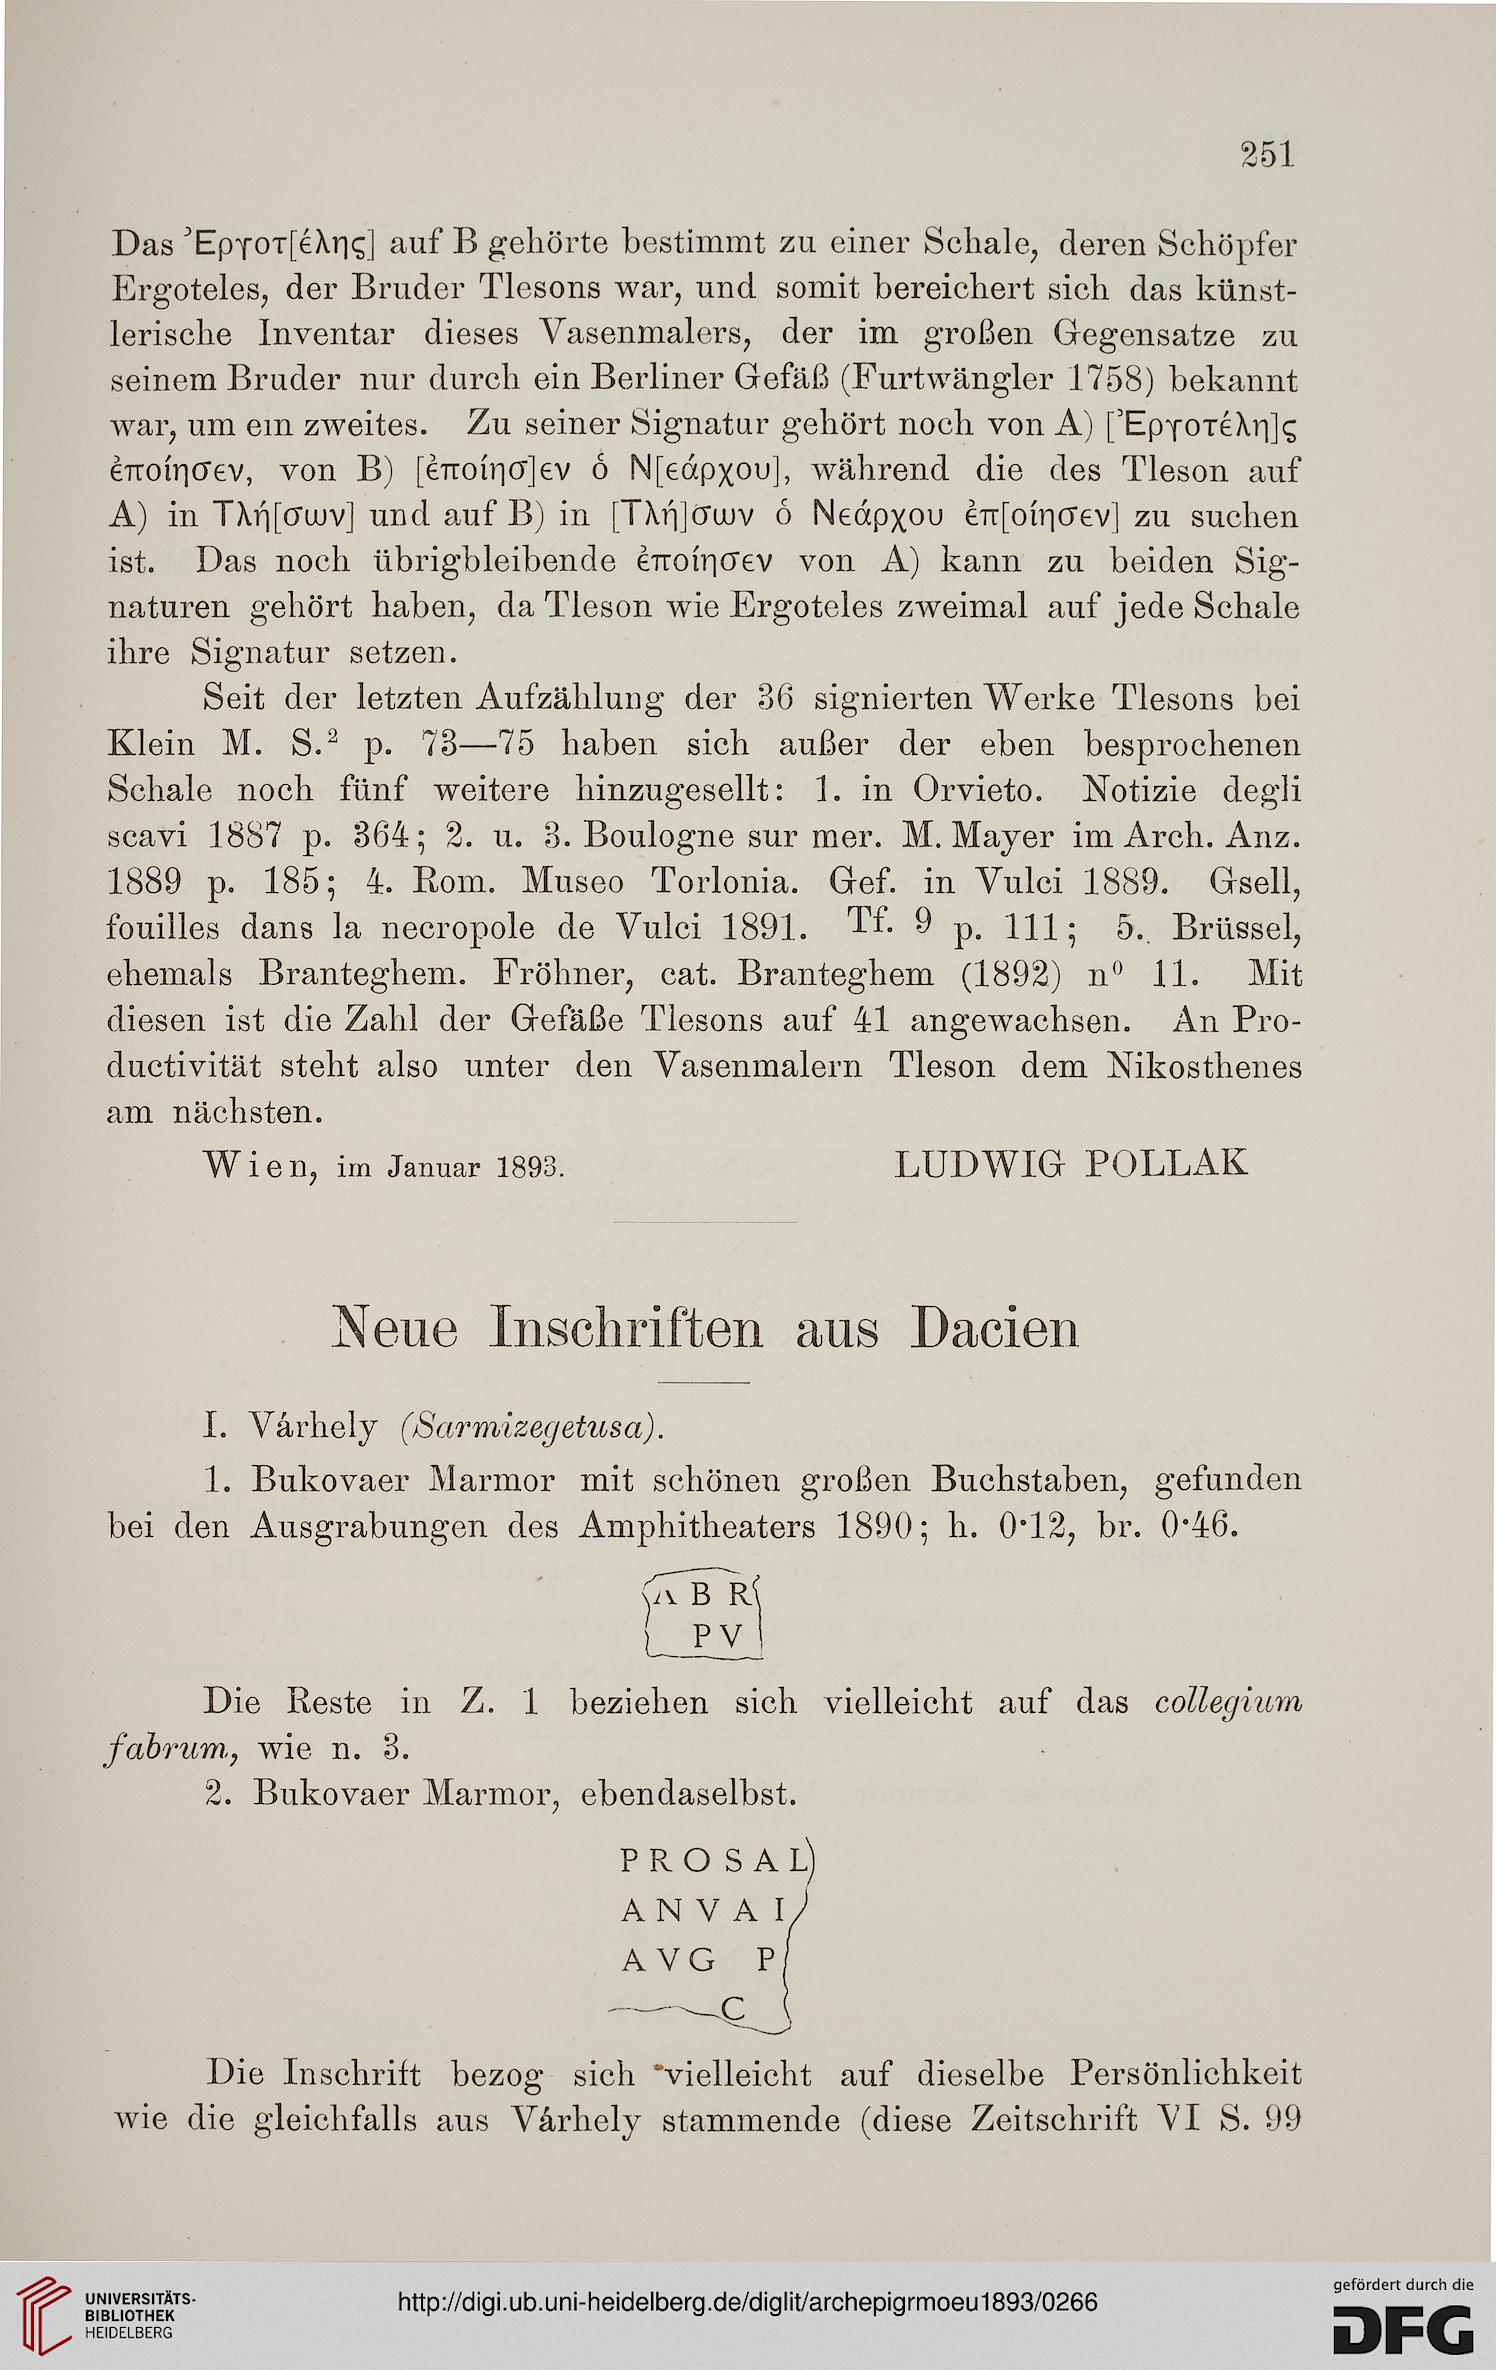 251
Das Ἐργοτ[έλης] auf B gehörte bestimmt zu einer Schale, deren Schöpfer
Ergoteles, der Bruder Tlesons war, und somit bereichert sich das künst-
lerische Inventar dieses Vasenmalers, der im großen Gegensatze zu
seinem Bruder nur durch ein Berliner Gefäß (Furtwängler 1758) bekannt
war, um ein zweites. Zu seiner Signatur gehört noch von A) [Ἐργοτέλη]ς
ἐποίησεν, von B) [ἐποίησ]εν ὁ Ν[εάρχου], während die des Tleson auf
A) in Τλή[σων] und auf B) in [Τλή]σων ὁ Νεάρχου ἐπ[οίησεν] zu suchen
ist. Das noch übrigbleibende ἐποίησεν von A) kann zu beiden Sig-
naturen gehört haben, da Tleson wie Ergoteles zweimal auf jede Schale
ihre Signatur setzen.
Seit der letzten Aufzählung der 36 signierten Werke Tlesons bei
Klein M. S.² p. 73—75 haben sich außer der eben besprochenen
Schale noch fünf weitere hinzugesellt: 1. in Orvieto. Notizie degli
scavi 1887 p. 364; 2. u. 3. Boulogne sur mer. M. Mayer im Arch. Anz.
1889 p. 185; 4. Rom. Museo Torlonia. Gef. in Vulci 1889. Gsell,
fouilles dans la necropole de Vulci 1891. Tf. 9 p. 111; 5. Brüssel,
ehemals Branteghem. Fröhner, cat. Branteghem (1892) n⁰ 11. Mit
diesen ist die Zahl der Gefäße Tlesons auf 41 angewachsen. An Pro-
ductivität steht also unter den Vasenmalern Tleson dem Nikosthenes
am nächsten.
Wien, im Januar 1893. LUDWIG POLLAK
Neue Inschriften aus Dacien
I. Várhely (Sarmizegetusa).
1. Bukovaer Marmor mit schönen großen Buchstaben, gefunden
bei den Ausgrabungen des Amphitheaters 1890; h. 0·12, br. 0·46.
A B R
P V
Die Reste in Z. 1 beziehen sich vielleicht auf das collegium
fabrum, wie n. 3.
2. Bukovaer Marmor, ebendaselbst.
P R O S A L
A N V A I
A V G P
C
Die Inschrift bezog sich vielleicht auf dieselbe Persönlichkeit
wie die gleichfalls aus Várhely stammende (diese Zeitschrift VI S. 99
UNIVERSITÄTS-
BIBLIOTHEK
HEIDELBERG
http://digi.ub.uni-heidelberg.de/diglit/archepigrmoeu1893/0266
gefördert durch die
DFG